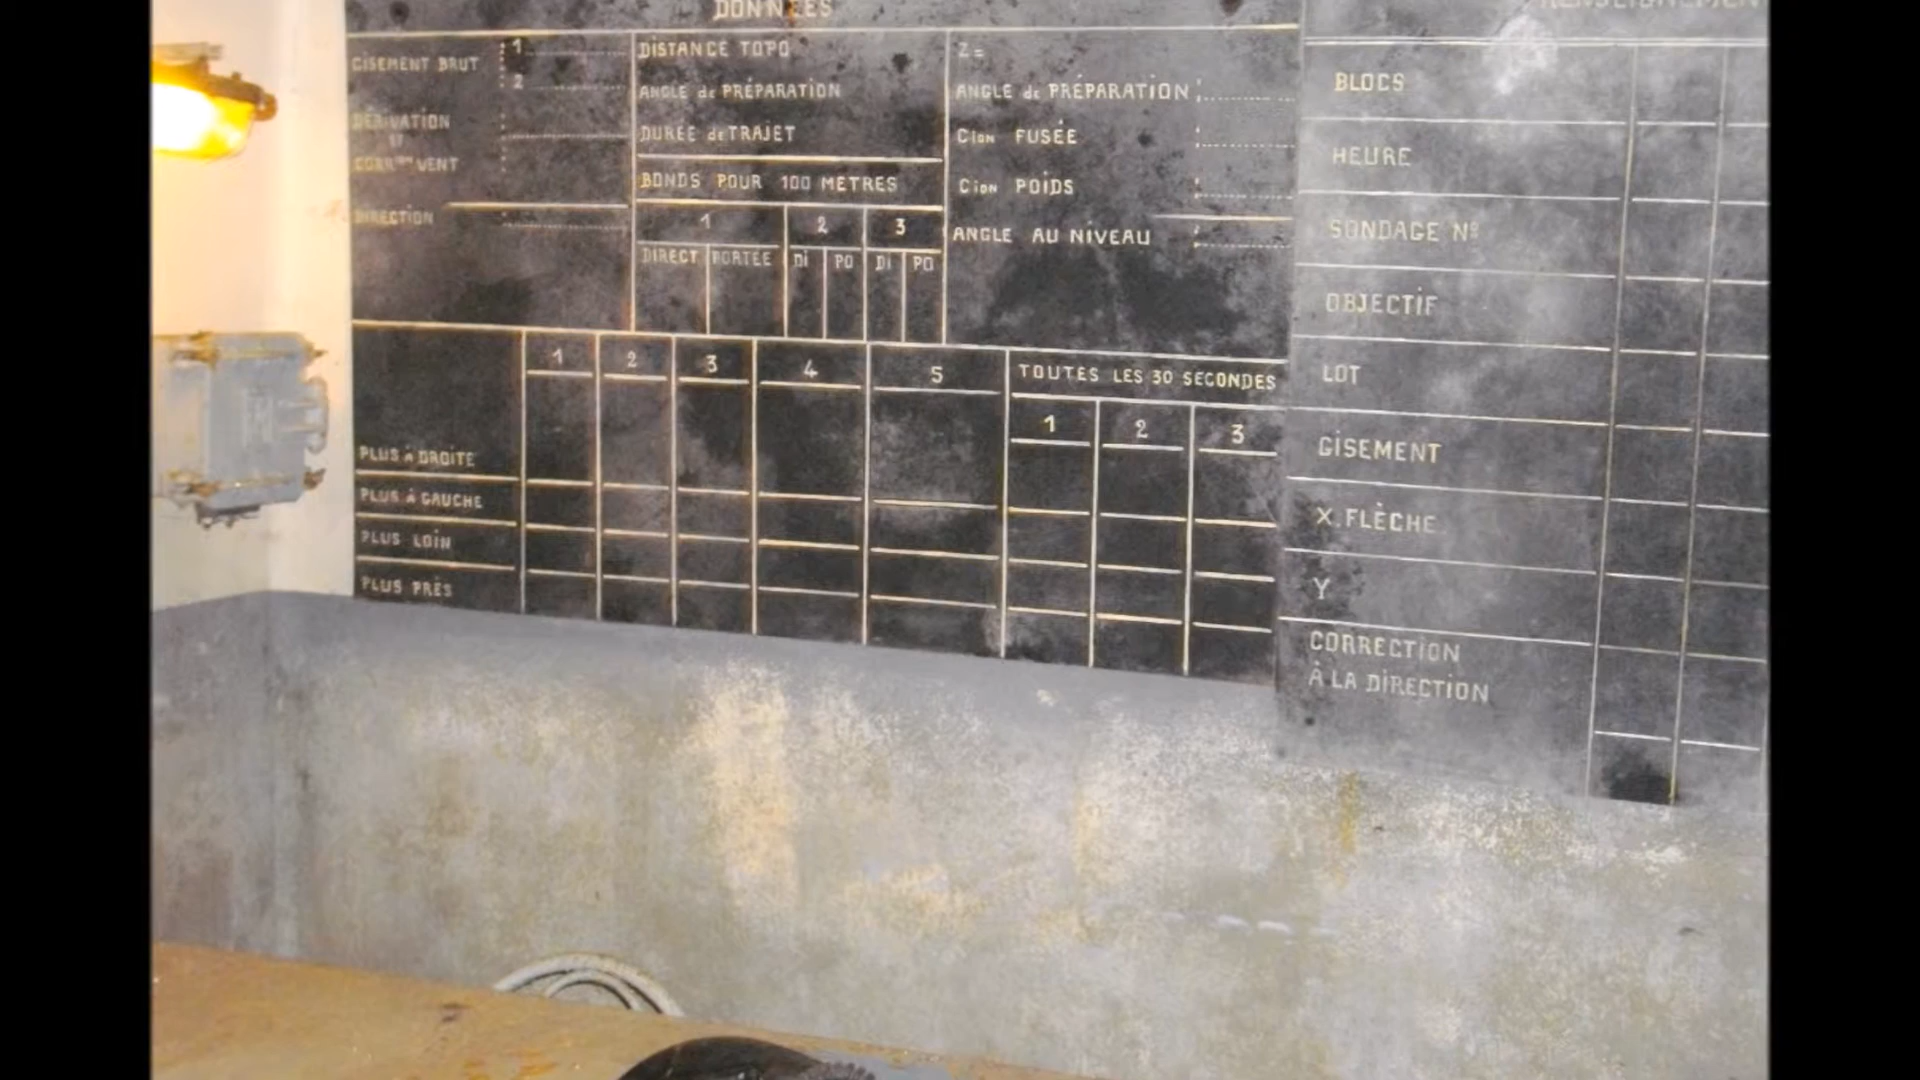 DONNÉES
GISEMENT BRUT 1
2
DÉRIVATION
ET
CORRon VENT
DIRECTION
DISTANCE TOPO
ANGLE de PRÉPARATION
DURÉE de TRAJET
BONDS POUR 100 METRES
1 2 3
DIRECT PORTÉE Di PO Di PO
Z=
ANGLE de PRÉPARATION
Cion FUSÉE
Cion POIDS
ANGLE AU NIVEAU
1 2 3 4 5 TOUTES LES 30 SECONDES
1 2 3
PLUS À DROITE
PLUS À GAUCHE
PLUS LOIN
PLUS PRÈS
BLOCS
HEURE
SONDAGE No
OBJECTIF
LOT
GISEMENT
X. FLÈCHE
Y
CORRECTION
À LA DIRECTION